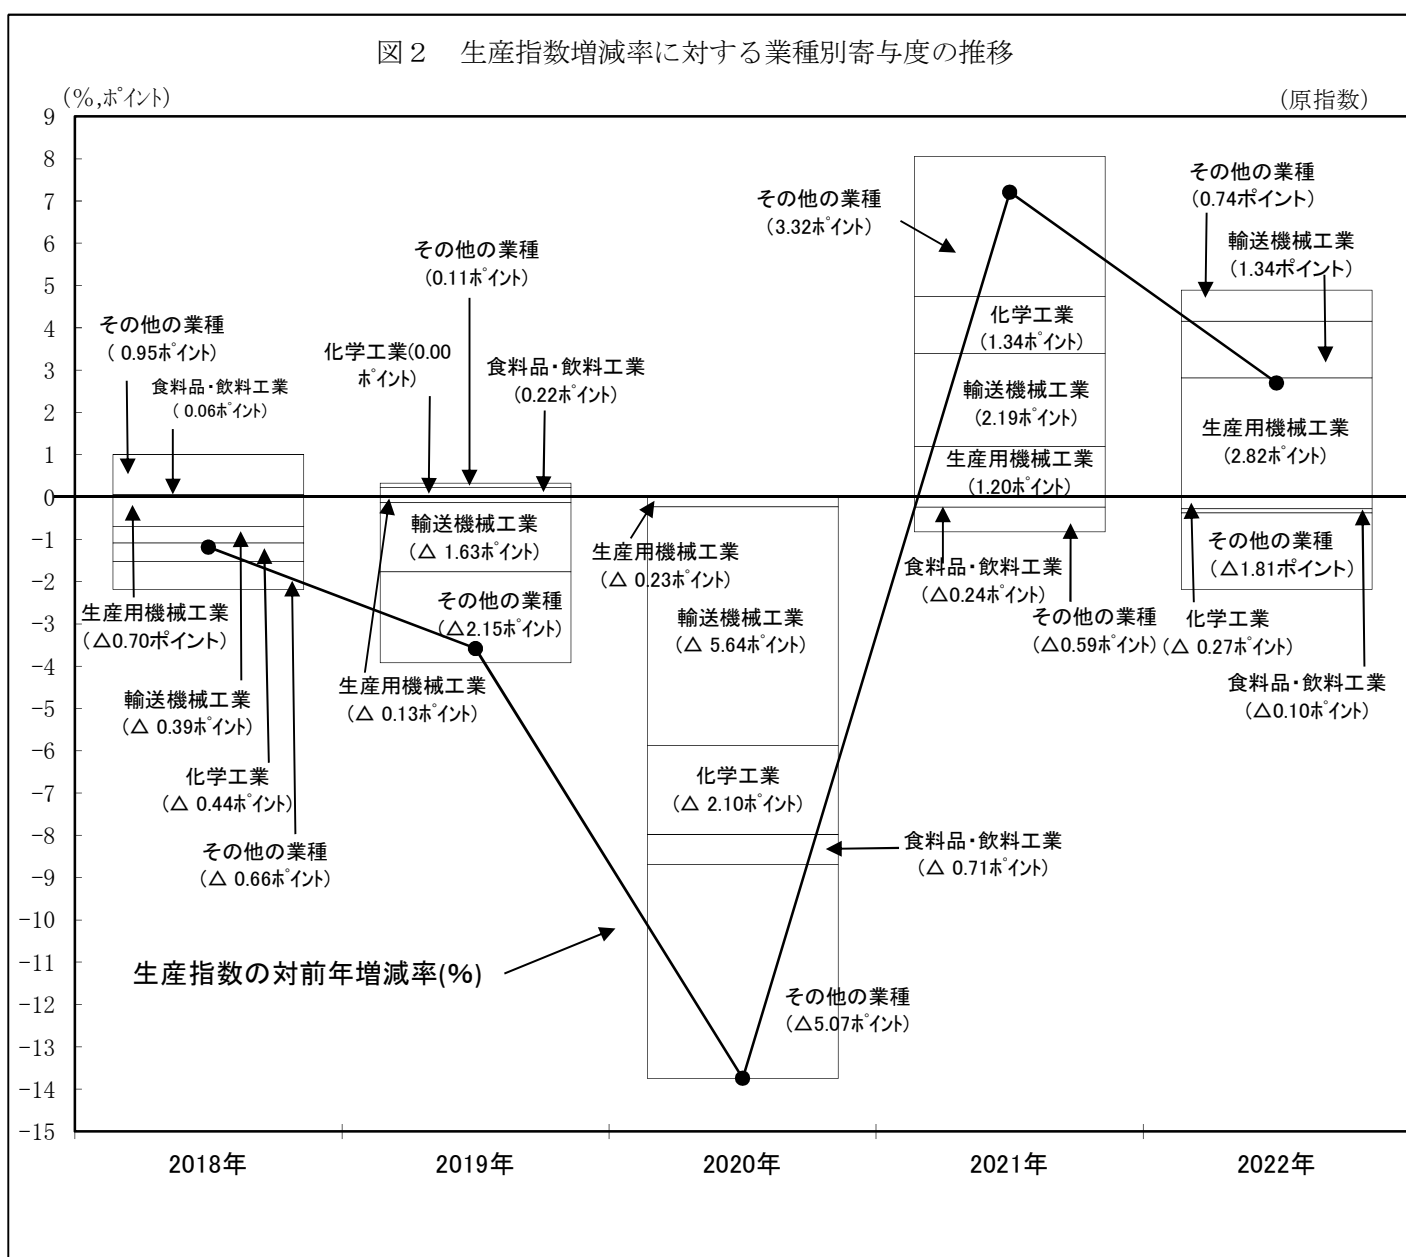 図２　生産指数増減率に対する業種別寄与度の推移
(%,ﾎﾟｲﾝﾄ)
(原指数)
9
8
7
6
5
4
3
2
1
0
-1
-2
-3
-4
-5
-6
-7
-8
-9
-10
-11
-12
-13
-14
-15
その他の業種
( 0.95ﾎﾟｲﾝﾄ)
食料品・飲料工業
( 0.06ﾎﾟｲﾝﾄ)
生産用機械工業
(△0.70ポイント)
輸送機械工業
(△ 0.39ﾎﾟｲﾝﾄ)
化学工業
(△ 0.44ﾎﾟｲﾝﾄ)
その他の業種
(△ 0.66ﾎﾟｲﾝﾄ)
その他の業種
(0.11ﾎﾟｲﾝﾄ)
化学工業(0.00
ﾎﾟｲﾝﾄ)
食料品・飲料工業
(0.22ﾎﾟｲﾝﾄ)
輸送機械工業
(△ 1.63ﾎﾟｲﾝﾄ)
その他の業種
(△2.15ﾎﾟｲﾝﾄ)
生産用機械工業
(△ 0.13ﾎﾟｲﾝﾄ)
生産用機械工業
(△ 0.23ﾎﾟｲﾝﾄ)
輸送機械工業
(△ 5.64ﾎﾟｲﾝﾄ)
化学工業
(△ 2.10ﾎﾟｲﾝﾄ)
食料品・飲料工業
(△ 0.71ﾎﾟｲﾝﾄ)
その他の業種
(△5.07ﾎﾟｲﾝﾄ)
生産指数の対前年増減率(%)
その他の業種
(3.32ﾎﾟｲﾝﾄ)
化学工業
(1.34ﾎﾟｲﾝﾄ)
輸送機械工業
(2.19ﾎﾟｲﾝﾄ)
生産用機械工業
(1.20ﾎﾟｲﾝﾄ)
食料品・飲料工業
(△0.24ﾎﾟｲﾝﾄ)
その他の業種
(△0.59ﾎﾟｲﾝﾄ)
その他の業種
(0.74ポイント)
輸送機械工業
(1.34ポイント)
生産用機械工業
(2.82ﾎﾟｲﾝﾄ)
その他の業種
(△1.81ポイント)
化学工業
(△ 0.27ﾎﾟｲﾝﾄ)
食料品・飲料工業
(△0.10ﾎﾟｲﾝﾄ)
2018年
2019年
2020年
2021年
2022年